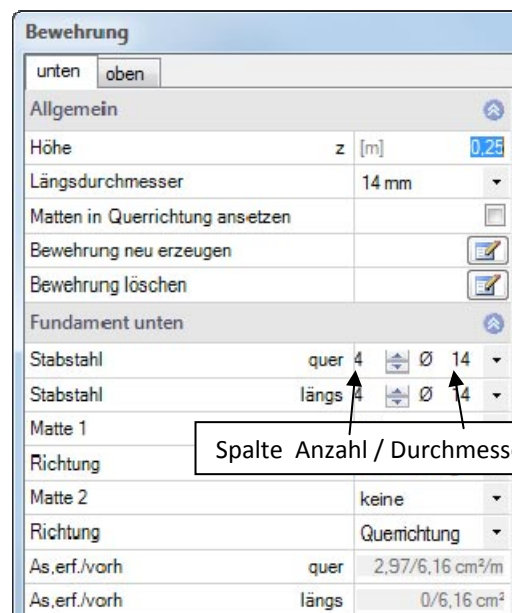 Bewehrung
unten oben
Allgemein
Höhe z [m] 0,25
Längsdurchmesser 14 mm
Matten in Querrichtung ansetzen
Bewehrung neu erzeugen
Bewehrung löschen
Fundament unten
Stabstahl quer 4 Ø 14
Stabstahl längs 4 Ø 14
Matte 1
Spalte Anzahl / Durchmess
Richtung
Matte 2 keine
Richtung Querrichtung
As,erf./vorh quer 2,97/6,16 cm²/m
As,erf./vorh längs 0/6,16 cm²